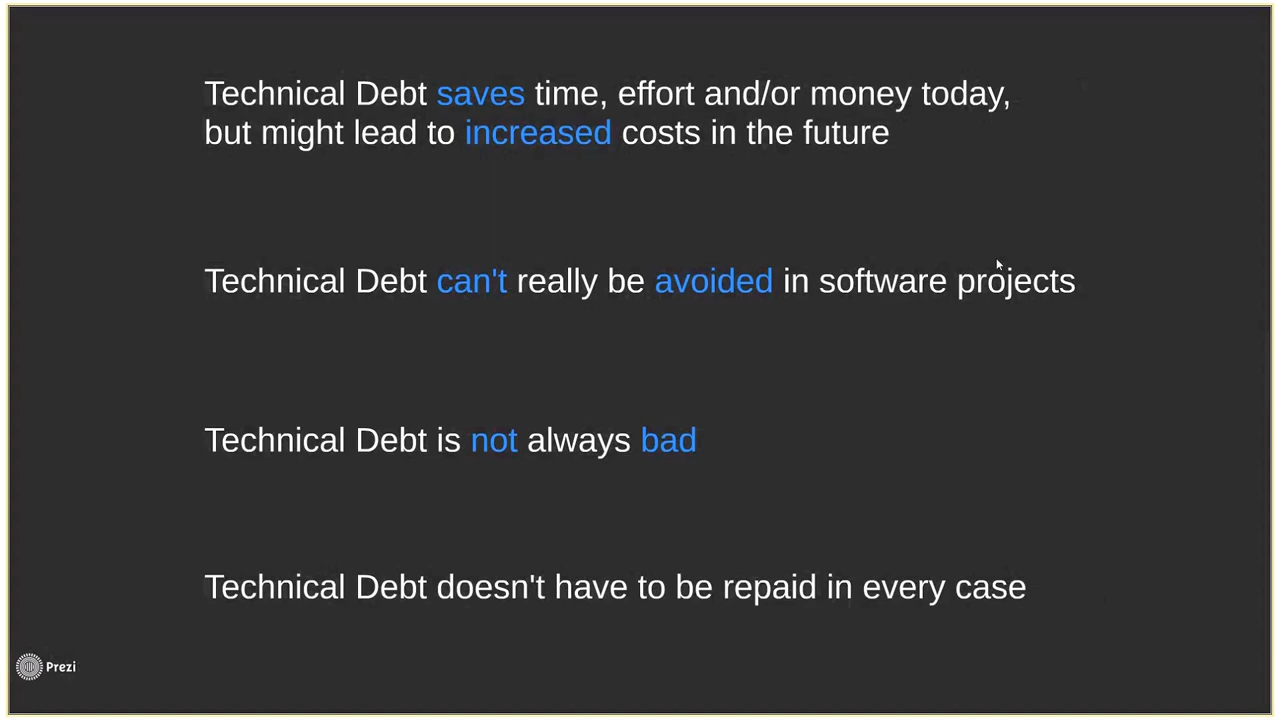 Technical Debt saves time, effort and/or money today,
but might lead to increased costs in the future
Technical Debt can't really be avoided in software projects
Technical Debt is not always bad
Technical Debt doesn't have to be repaid in every case
Prezi